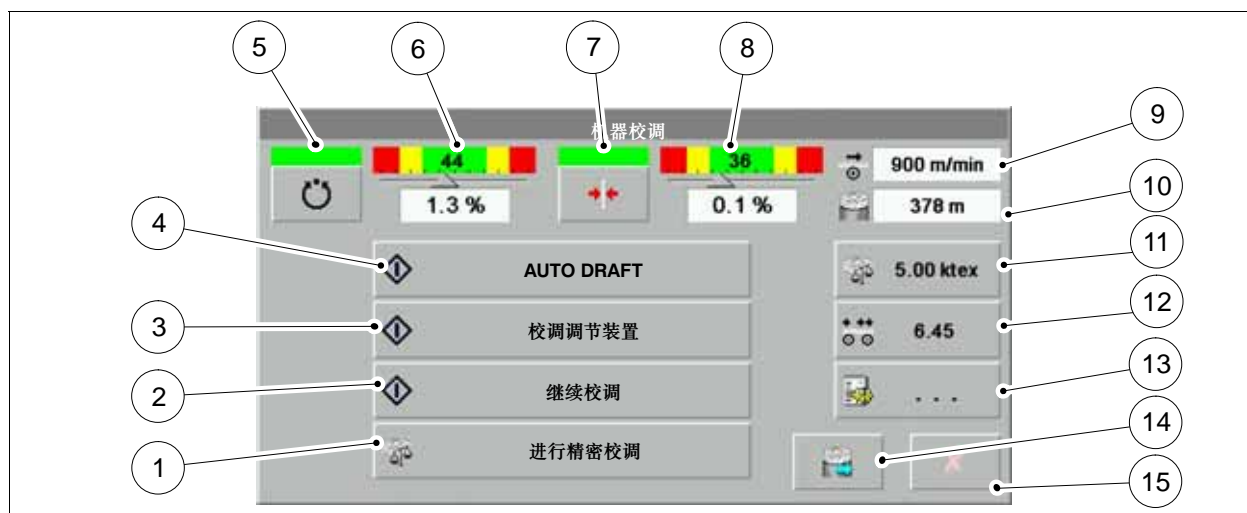 5 6 7 8
机器校调
44 36
900 m/min
9
1.3 % 0.1 %
378 m
10
4 AUTO DRAFT
5.00 ktex 11
3 校调调节装置
6.45 12
2 继续校调
. . . 13
1 进行精密校调
14
15